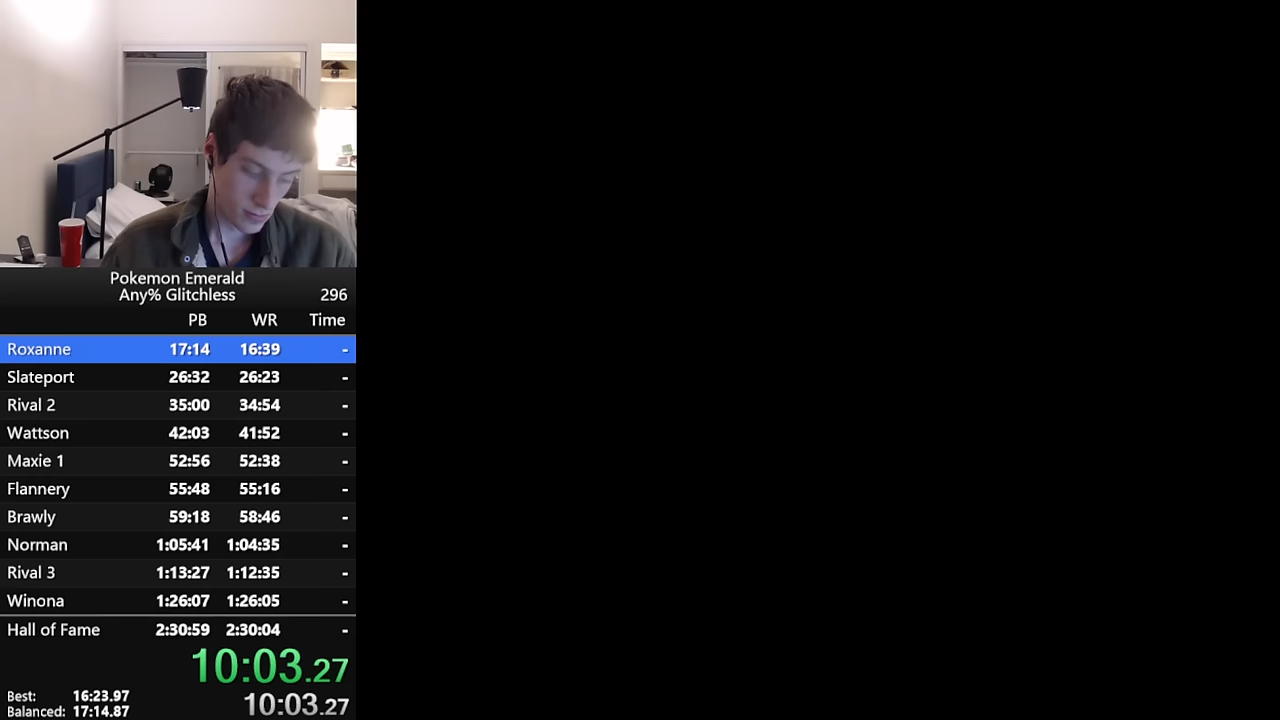 Pokemon Emerald
Any% Glitchless 296
PB WR Time
Roxanne 17:14 16:39 -
Slateport 26:32 26:23 -
Rival 2 35:00 34:54 -
Wattson 42:03 41:52 -
Maxie 1 52:56 52:38 -
Flannery 55:48 55:16 -
Brawly 59:18 58:46 -
Norman 1:05:41 1:04:35 -
Rival 3 1:13:27 1:12:35 -
Winona 1:26:07 1:26:05 -
Hall of Fame 2:30:59 2:30:04 -
10:03.27
Best: 16:23.97
Balanced: 17:14.87
10:03.27